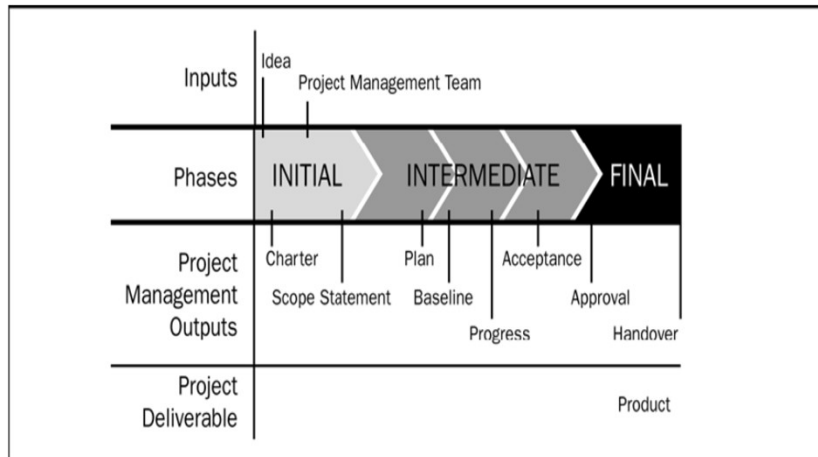 Inputs
Idea
Project Management Team
Phases
INITIAL
INTERMEDIATE
FINAL
Project
Management
Outputs
Charter
Scope Statement
Plan
Baseline
Progress
Acceptance
Approval
Handover
Project
Deliverable
Product